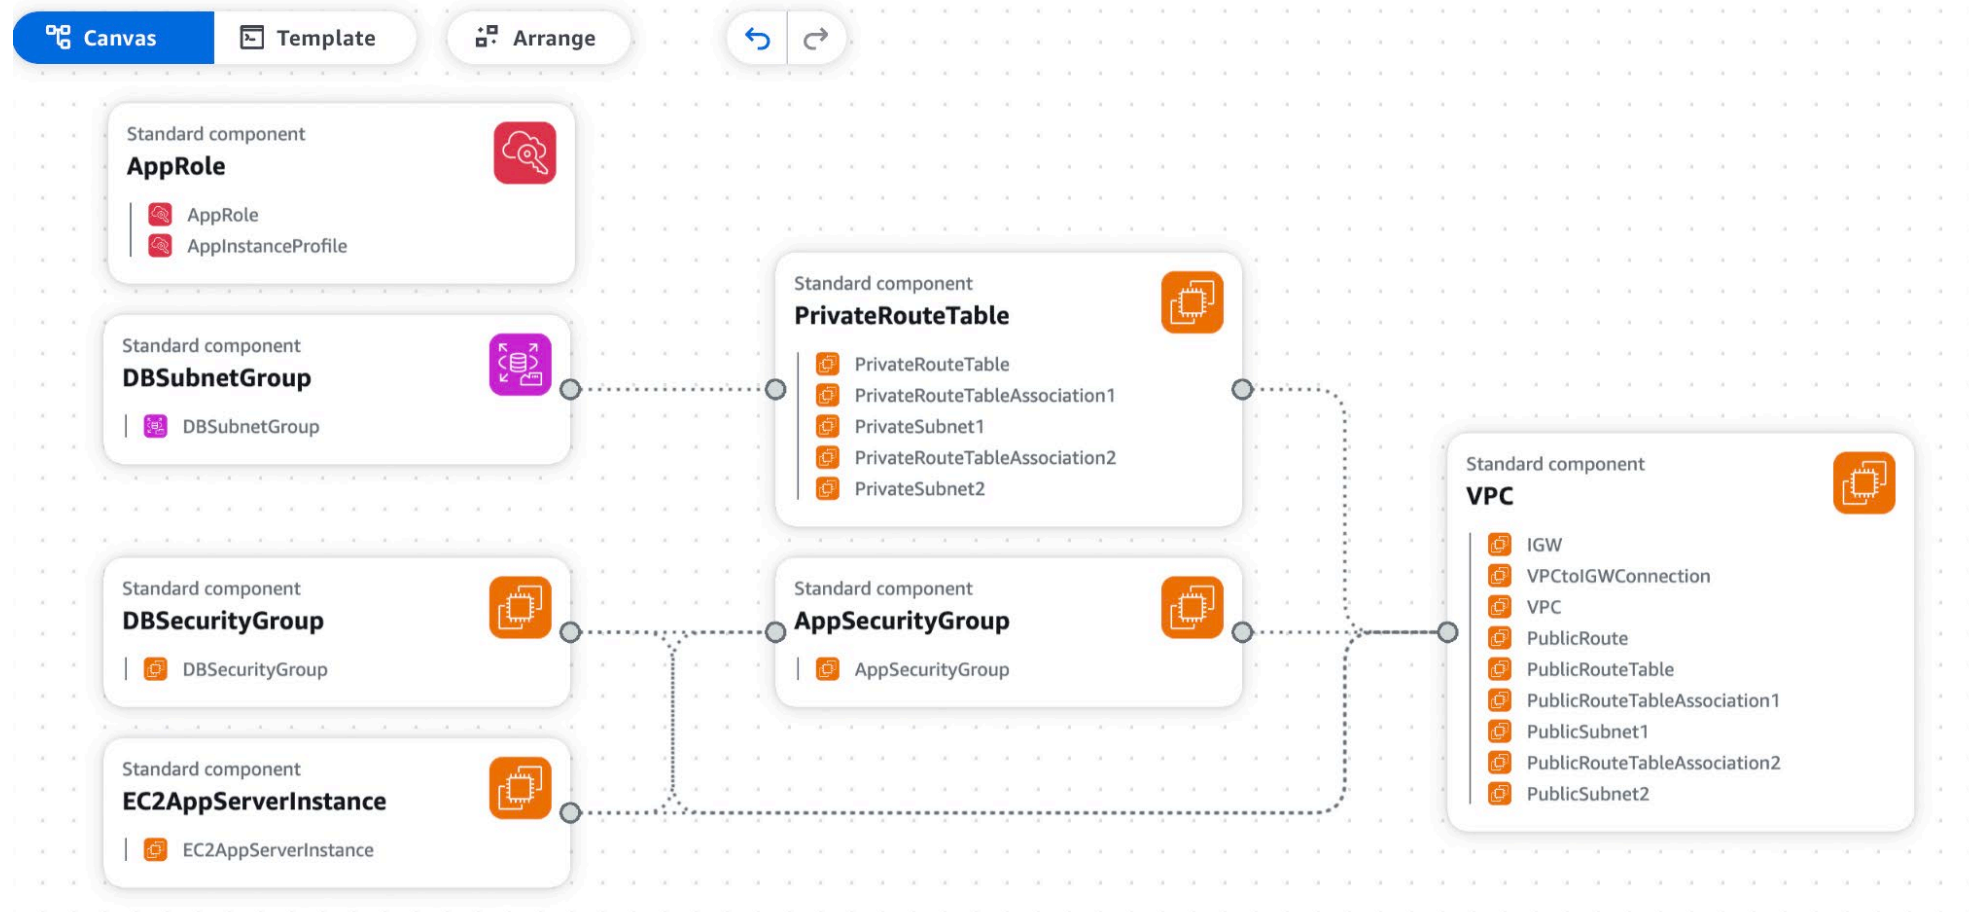 Canvas
Template
Arrange
Standard component
AppRole
AppRole
AppInstanceProfile
Standard component
DBSubnetGroup
DBSubnetGroup
Standard component
DBSecurityGroup
DBSecurityGroup
Standard component
EC2AppServerInstance
EC2AppServerInstance
Standard component
PrivateRouteTable
PrivateRouteTable
PrivateRouteTableAssociation1
PrivateSubnet1
PrivateRouteTableAssociation2
PrivateSubnet2
Standard component
AppSecurityGroup
AppSecurityGroup
Standard component
VPC
IGW
VPCtoIGWConnection
VPC
PublicRoute
PublicRouteTable
PublicRouteTableAssociation1
PublicSubnet1
PublicRouteTableAssociation2
PublicSubnet2